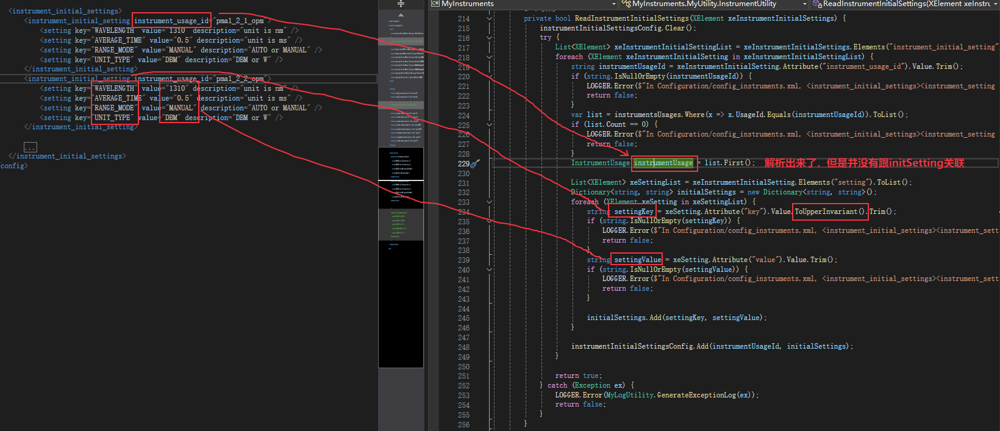 <instrument_initial_settings>
<instrument_initial_setting instrument_usage_id="pma1_2_1_opm">
<setting key="WAVELENGTH" value="1310" description="unit is nm" />
<setting key="AVERAGE_TIME" value="0.5" description="unit is ms" />
<setting key="RANGE_MODE" value="MANUAL" description="AUTO or MANUAL" />
<setting key="UNIT_TYPE" value="DBM" description="DBM or W" />
</instrument_initial_setting>
<instrument_initial_setting instrument_usage_id="pma1_2_2_opm">
<setting key="WAVELENGTH" value="1310" description="unit is nm" />
<setting key="AVERAGE_TIME" value="0.5" description="unit is ms" />
<setting key="RANGE_MODE" value="MANUAL" description="AUTO or MANUAL" />
<setting key="UNIT_TYPE" value="DBM" description="DBM or W" />
</instrument_initial_setting>
...
</instrument_initial_settings>
config>
C# MyInstruments
MyInstruments.MyUtility.InstrumentUtility
ReadInstrumentInitialSettings(XElement xeInstru
214 private bool ReadInstrumentInitialSettings(XElement xeInstrumentInitialSettings) {
215 instrumentInitialSettingsConfig.Clear();
216 try {
217 List<XElement> xeInstrumentInitialSettingList = xeInstrumentInitialSettings.Elements("instrument_initial_setting"
218 foreach (XElement xeInstrumentInitialSetting in xeInstrumentInitialSettingList) {
219 string instrumentUsageId = xeInstrumentInitialSetting.Attribute("instrument_usage_id").Value.Trim();
220 if (string.IsNullOrEmpty(instrumentUsageId)) {
221 LOGGER.Error($"In Configuration/config_instruments.xml, <instrument_initial_settings><instrument_setting
222 return false;
223 }
224 var list = instrumentsUsages.Where(x => x.UsageId.Equals(instrumentUsageId)).ToList();
225 if (list.Count == 0) {
226 LOGGER.Error($"In Configuration/config_instruments.xml, <instrument_initial_settings><instrument_setting
227 return false;
228 }
229 InstrumentUsage instrumentUsage = list.First(); 解析出来了，但是并没有跟initSetting关联
230
231 List<XElement> xeSettingList = xeInstrumentInitialSetting.Elements("setting").ToList();
232 Dictionary<string, string> initialSettings = new Dictionary<string, string>();
233 foreach (XElement xeSetting in xeSettingList) {
234 string settingKey = xeSetting.Attribute("key").Value.ToUpperInvariant().Trim();
235 if (string.IsNullOrEmpty(settingKey)) {
236 LOGGER.Error($"In Configuration/config_instruments.xml, <instrument_initial_settings><instrument_sett
237 return false;
238 }
239 string settingValue = xeSetting.Attribute("value").Value.Trim();
240 if (string.IsNullOrEmpty(settingValue)) {
241 LOGGER.Error($"In Configuration/config_instruments.xml, <instrument_initial_settings><instrument_sett
242 return false;
243 }
244
245 initialSettings.Add(settingKey, settingValue);
246 }
247
248 instrumentInitialSettingsConfig.Add(instrumentUsageId, initialSettings);
249 }
250
251 return true;
252 } catch (Exception ex) {
253 LOGGER.Error(MyLogUtility.GenerateExceptionLog(ex));
254 return false;
255 }
256 }